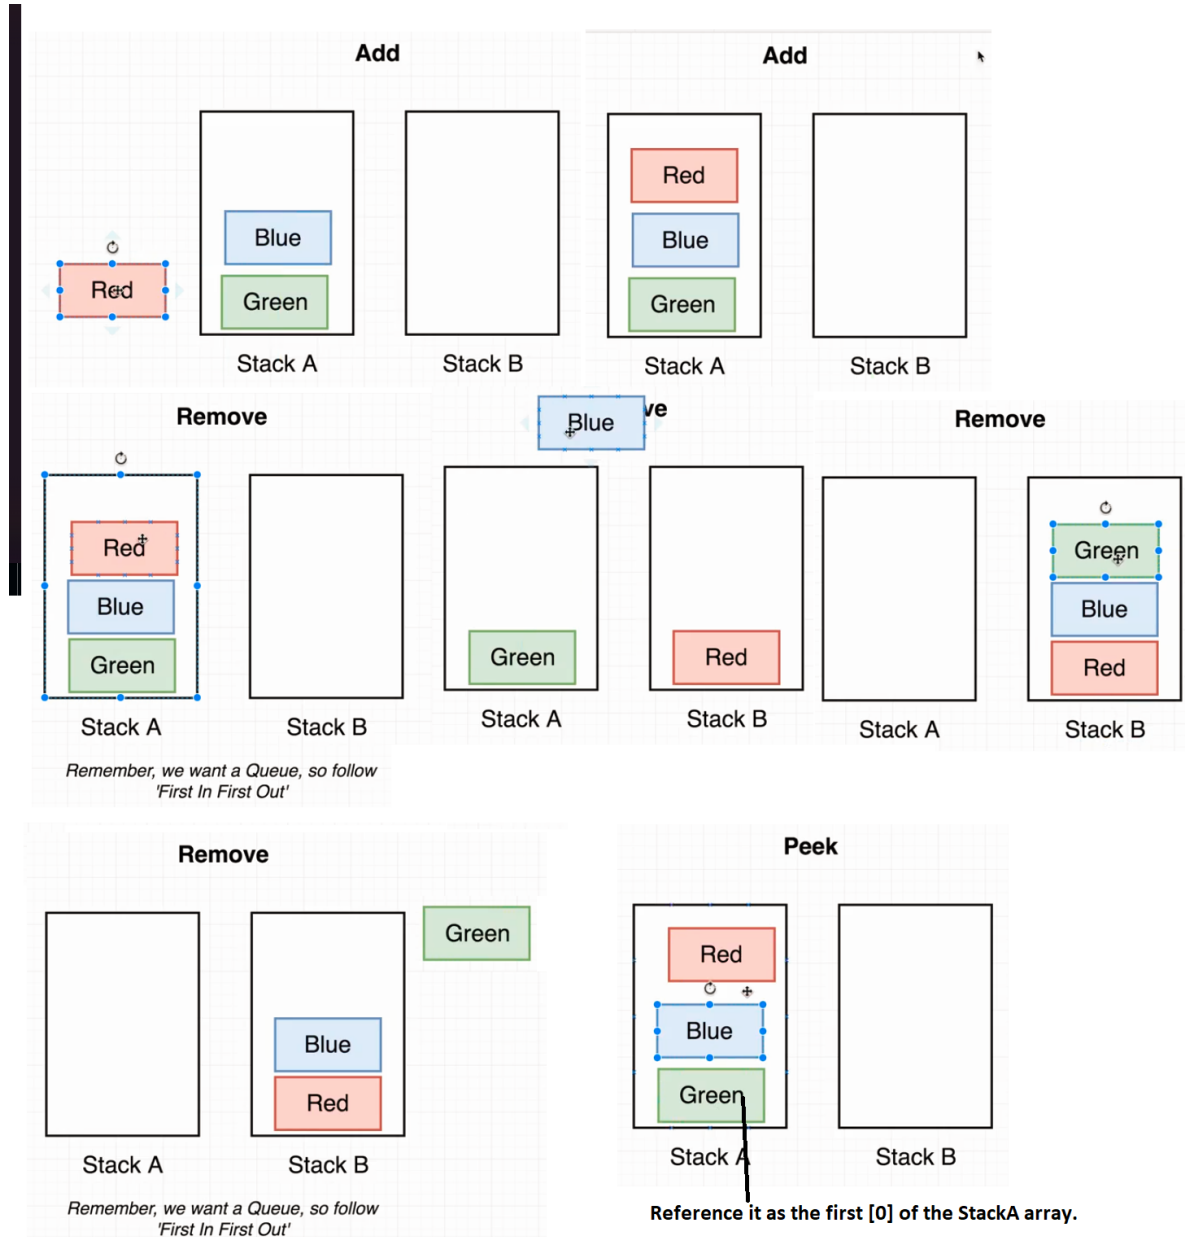 Add
Red
Blue
Green
Stack A
Stack B
Add
Red
Blue
Green
Stack A
Stack B
Remove
Red
Blue
Green
Stack A
Stack B
Remember, we want a Queue, so follow
'First In First Out'
Blue
ve
Green
Red
Stack A
Stack B
Remove
Green
Blue
Red
Stack A
Stack B
Remove
Green
Blue
Red
Stack A
Stack B
Remember, we want a Queue, so follow
'First In First Out'
Peek
Red
Blue
Green
Stack A
Stack B
Reference it as the first [0] of the StackA array.